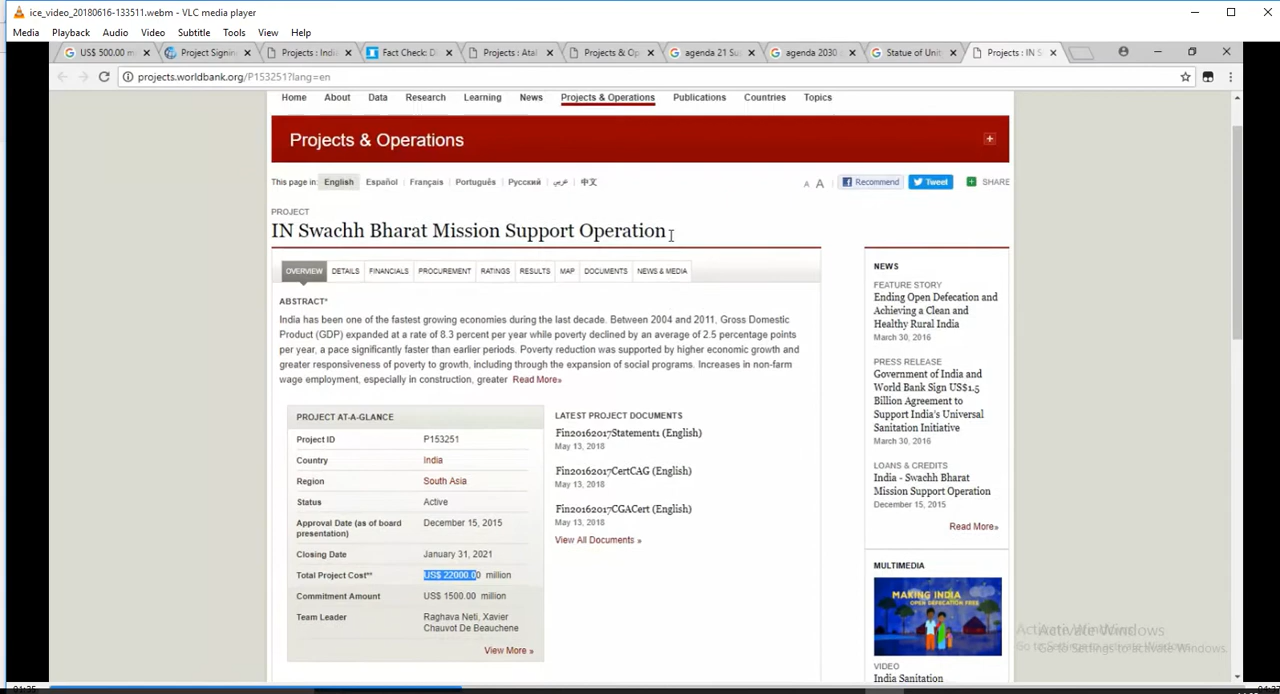 ice_video_20180616-133511.webm - VLC media player
Media Playback Audio Video Subtitle Tools View Help
US$ 500.00 m
Project Signin
Projects : Indi
Fact Check: D
Projects : Atal
Projects & Op
agenda 21 Su
agenda 2030
Statue of Unit
Projects : IN S
projects.worldbank.org/P153251?lang=en
Home About Data Research Learning News Projects & Operations Publications Countries Topics
Projects & Operations
This page in: English Español Français Português Русский عربي 中文
A A Recommend Tweet SHARE
PROJECT
IN Swachh Bharat Mission Support Operation
OVERVIEW DETAILS FINANCIALS PROCUREMENT RATINGS RESULTS MAP DOCUMENTS NEWS & MEDIA
ABSTRACT*
India has been one of the fastest growing economies during the last decade. Between 2004 and 2011, Gross Domestic
Product (GDP) expanded at a rate of 8.3 percent per year while poverty declined by an average of 2.5 percentage points
per year, a pace significantly faster than earlier periods. Poverty reduction was supported by higher economic growth and
greater responsiveness of poverty to growth, including through the expansion of social programs. Increases in non-farm
wage employment, especially in construction, greater Read More»
PROJECT AT-A-GLANCE
Project ID P153251
Country India
Region South Asia
Status Active
Approval Date (as of board
presentation) December 15, 2015
Closing Date January 31, 2021
Total Project Cost** US$ 22000.00 million
Commitment Amount US$ 1500.00 million
Team Leader Raghava Neti, Xavier
Chauvot De Beauchene
View More »
LATEST PROJECT DOCUMENTS
Fin20162017Statement1 (English)
May 13, 2018
Fin20162017CertCAG (English)
May 13, 2018
Fin20162017CGACert (English)
May 13, 2018
View All Documents »
NEWS
FEATURE STORY
Ending Open Defecation and
Achieving a Clean and
Healthy Rural India
March 30, 2016
PRESS RELEASE
Government of India and
World Bank Sign US$1.5
Billion Agreement to
Support India's Universal
Sanitation Initiative
March 30, 2016
LOANS & CREDITS
India - Swachh Bharat
Mission Support Operation
December 15, 2015
Read More»
MULTIMEDIA
MAKING INDIA
OPEN DEFECATION FREE
VIDEO
India Sanitation
Activate Windows
Go to Settings to activate Windows.